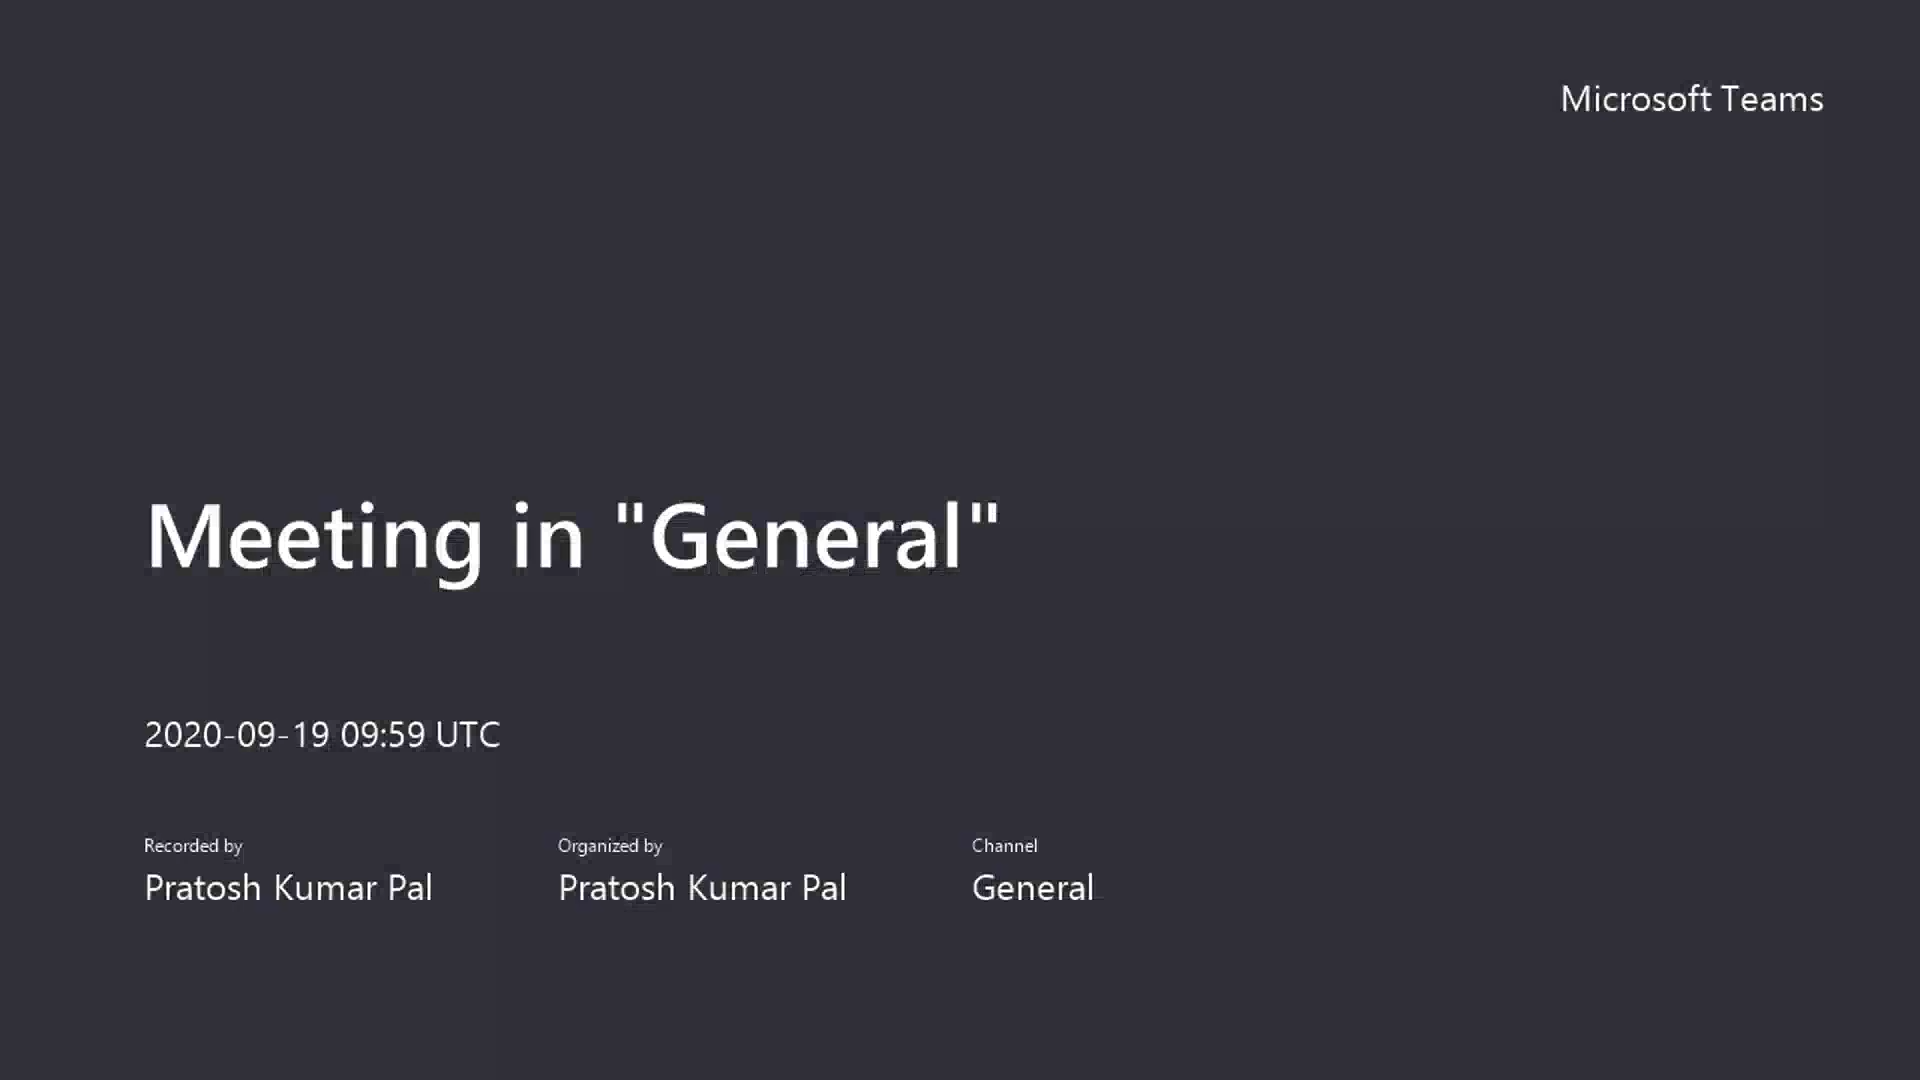 Microsoft Teams
Meeting in "General"
2020-09-19 09:59 UTC
Recorded by
Pratosh Kumar Pal
Organized by
Pratosh Kumar Pal
Channel
General